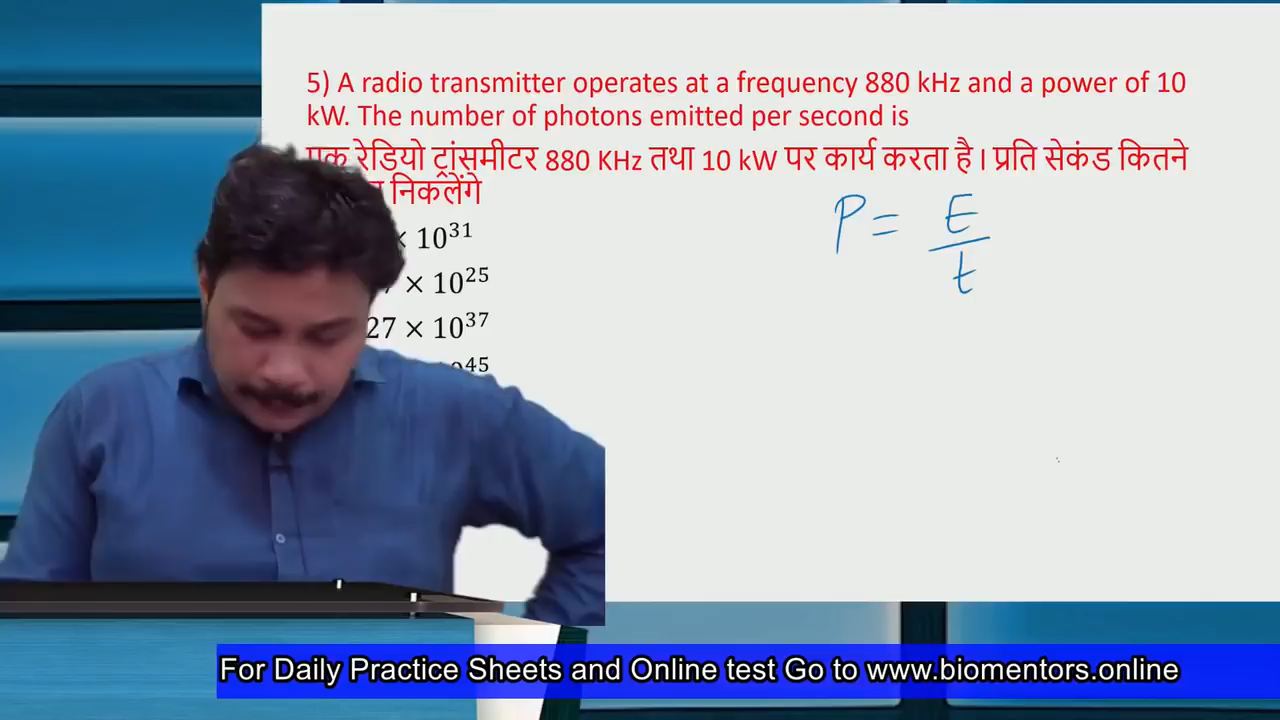 5) A radio transmitter operates at a frequency 880 kHz and a power of 10
kW. The number of photons emitted per second is
एक रेडियो ट्रांसमीटर 880 KHz तथा 10 kW पर कार्य करता है। प्रति सेकंड कितने
निकलेंगे
× 10³¹
× 10²⁵
27 × 10³⁷
P = E/t
For Daily Practice Sheets and Online test Go to www.biomentors.online